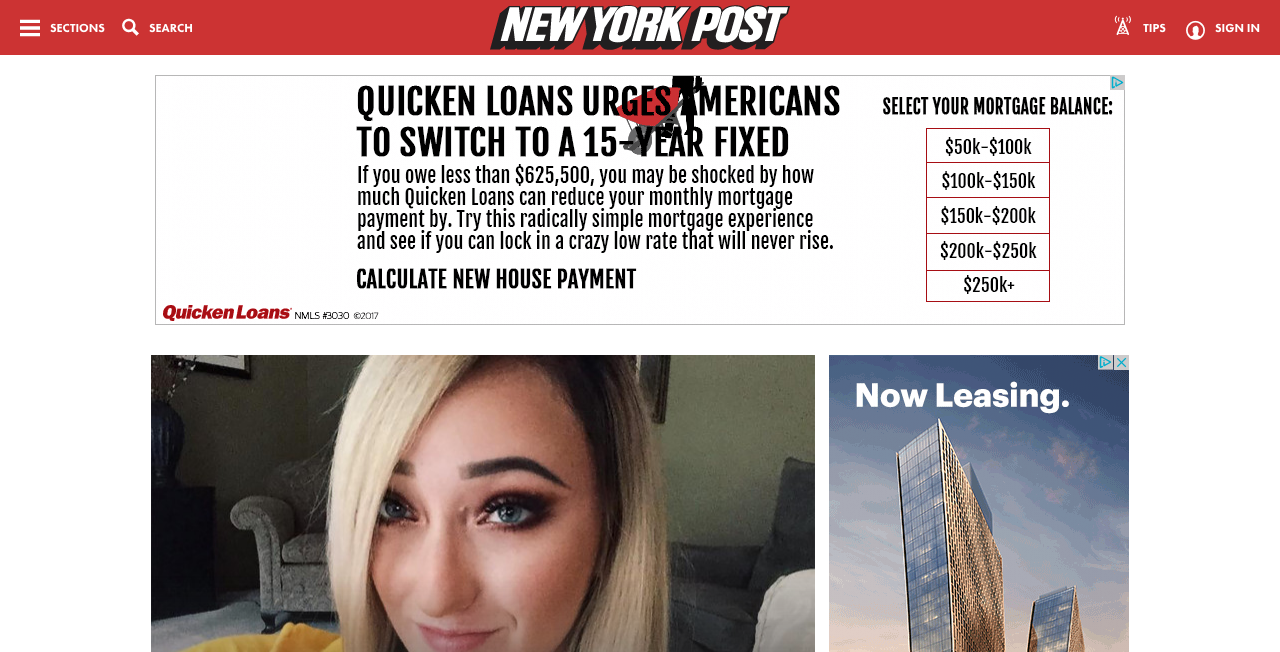 SECTIONS
SEARCH
NEW YORK POST
TIPS
SIGN IN
QUICKEN LOANS URGES AMERICANS
TO SWITCH TO A 15-YEAR FIXED
If you owe less than $625,500, you may be shocked by how
much Quicken Loans can reduce your monthly mortgage
payment by. Try this radically simple mortgage experience
and see if you can lock in a crazy low rate that will never rise.
CALCULATE NEW HOUSE PAYMENT
Quicken Loans NMLS #3030 ©2017
SELECT YOUR MORTGAGE BALANCE:
$50k-$100k
$100k-$150k
$150k-$200k
$200k-$250k
$250k+
Now Leasing.